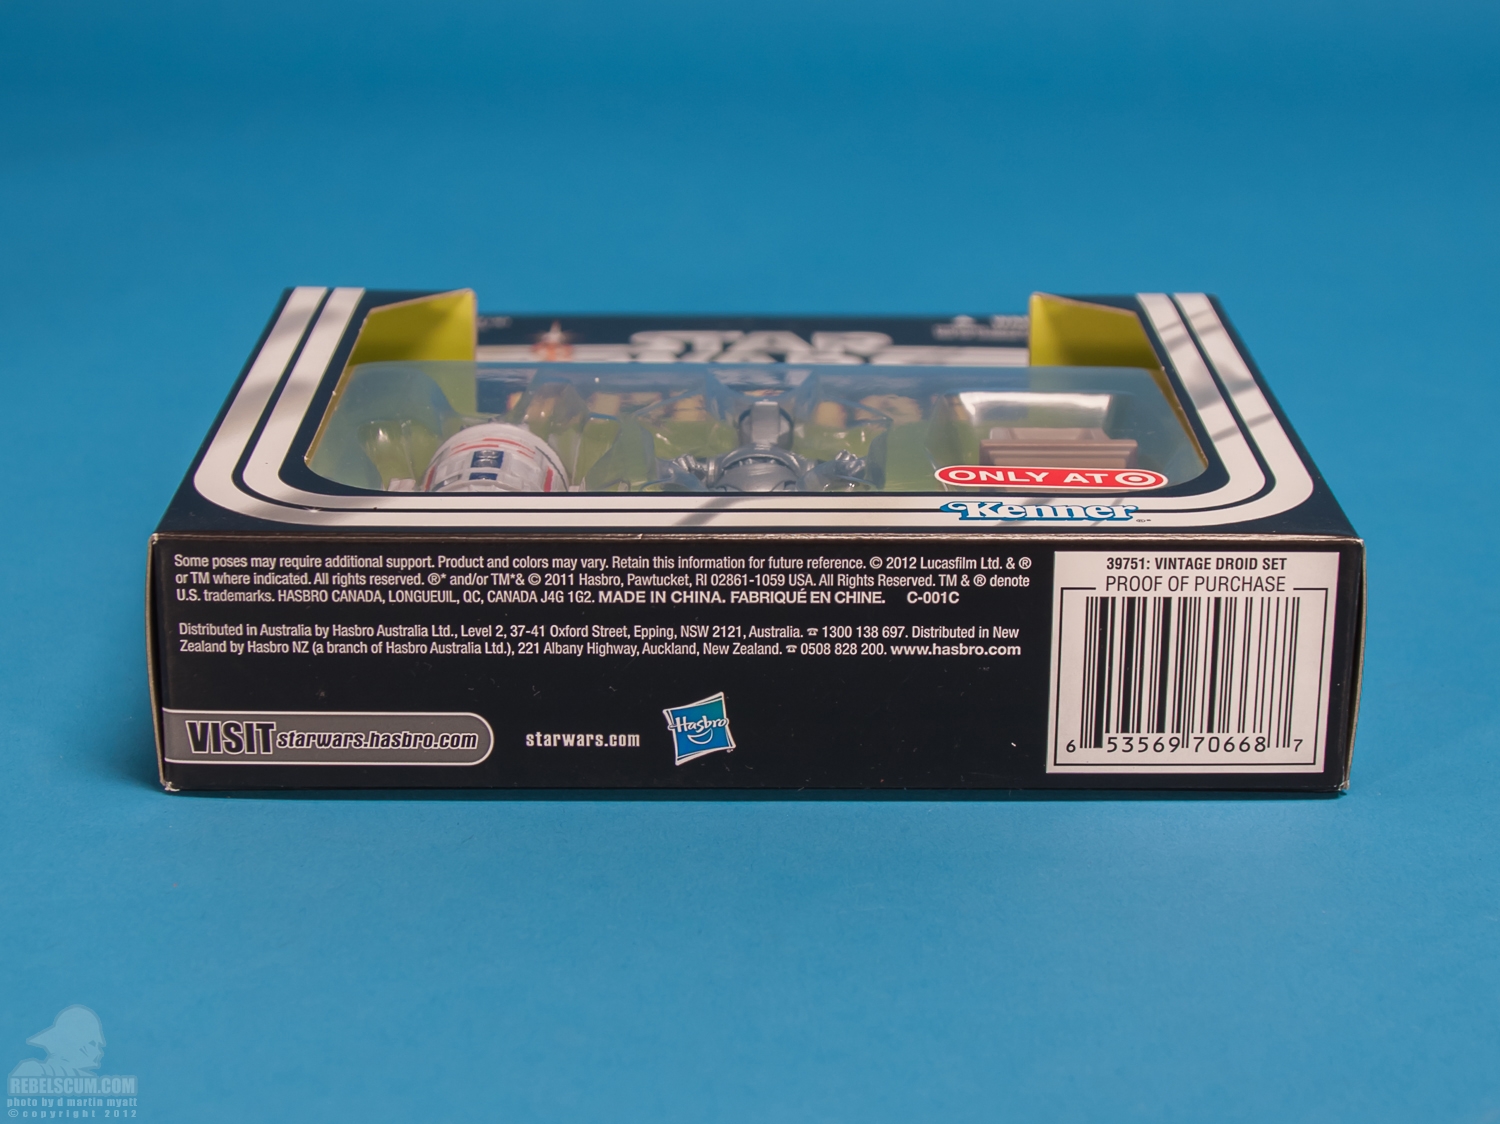 STAR
WARS
ONLY AT
Kenner
Some poses may require additional support. Product and colors may vary. Retain this information for future reference. © 2012 Lucasfilm Ltd. & ®
or TM where indicated. All rights reserved. ®* and/or TM*& © 2011 Hasbro, Pawtucket, RI 02861-1059 USA. All Rights Reserved. TM & ® denote
U.S. trademarks. HASBRO CANADA, LONGUEUIL, QC, CANADA J4G 1G2. MADE IN CHINA. FABRIQUÉ EN CHINE. C-001C
Distributed in Australia by Hasbro Australia Ltd., Level 2, 37-41 Oxford Street, Epping, NSW 2121, Australia. ☎ 1300 138 697. Distributed in New
Zealand by Hasbro NZ (a branch of Hasbro Australia Ltd.), 221 Albany Highway, Auckland, New Zealand. ☎ 0508 828 200. www.hasbro.com
VISIT starwars.hasbro.com
starwars.com
Hasbro
39751: VINTAGE DROID SET
PROOF OF PURCHASE
6 53569 70668 7
REBELSCUM.COM
photo by d martin myatt
© copyright 2012